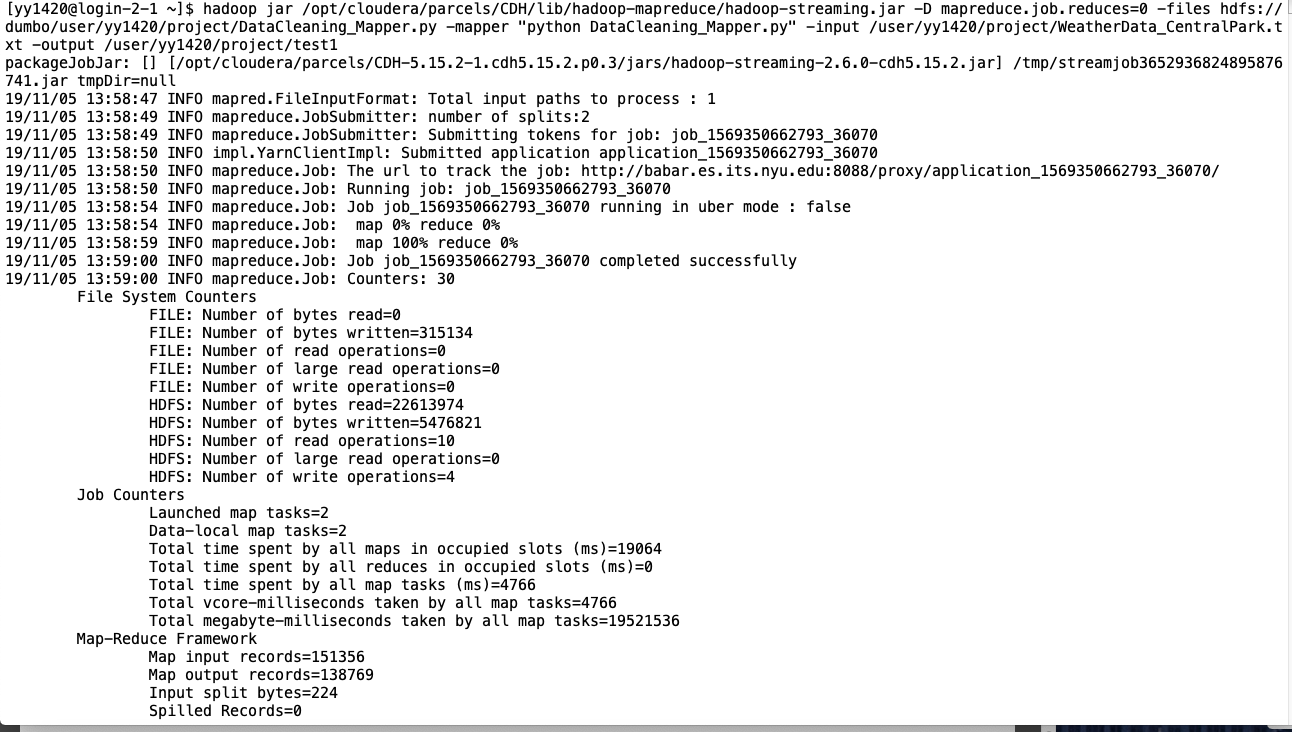 [yy1420@login-2-1 ~]$ hadoop jar /opt/cloudera/parcels/CDH/lib/hadoop-mapreduce/hadoop-streaming.jar -D mapreduce.job.reduces=0 -files hdfs://
dumbo/user/yy1420/project/DataCleaning_Mapper.py -mapper "python DataCleaning_Mapper.py" -input /user/yy1420/project/WeatherData_CentralPark.t
xt -output /user/yy1420/project/test1
packageJobJar: [] [/opt/cloudera/parcels/CDH-5.15.2-1.cdh5.15.2.p0.3/jars/hadoop-streaming-2.6.0-cdh5.15.2.jar] /tmp/streamjob3652936824895876
741.jar tmpDir=null
19/11/05 13:58:47 INFO mapred.FileInputFormat: Total input paths to process : 1
19/11/05 13:58:49 INFO mapreduce.JobSubmitter: number of splits:2
19/11/05 13:58:49 INFO mapreduce.JobSubmitter: Submitting tokens for job: job_1569350662793_36070
19/11/05 13:58:50 INFO impl.YarnClientImpl: Submitted application application_1569350662793_36070
19/11/05 13:58:50 INFO mapreduce.Job: The url to track the job: http://babar.es.its.nyu.edu:8088/proxy/application_1569350662793_36070/
19/11/05 13:58:50 INFO mapreduce.Job: Running job: job_1569350662793_36070
19/11/05 13:58:54 INFO mapreduce.Job: Job job_1569350662793_36070 running in uber mode : false
19/11/05 13:58:54 INFO mapreduce.Job:  map 0% reduce 0%
19/11/05 13:58:59 INFO mapreduce.Job:  map 100% reduce 0%
19/11/05 13:59:00 INFO mapreduce.Job: Job job_1569350662793_36070 completed successfully
19/11/05 13:59:00 INFO mapreduce.Job: Counters: 30
File System Counters
FILE: Number of bytes read=0
FILE: Number of bytes written=315134
FILE: Number of read operations=0
FILE: Number of large read operations=0
FILE: Number of write operations=0
HDFS: Number of bytes read=22613974
HDFS: Number of bytes written=5476821
HDFS: Number of read operations=10
HDFS: Number of large read operations=0
HDFS: Number of write operations=4
Job Counters
Launched map tasks=2
Data-local map tasks=2
Total time spent by all maps in occupied slots (ms)=19064
Total time spent by all reduces in occupied slots (ms)=0
Total time spent by all map tasks (ms)=4766
Total vcore-milliseconds taken by all map tasks=4766
Total megabyte-milliseconds taken by all map tasks=19521536
Map-Reduce Framework
Map input records=151356
Map output records=138769
Input split bytes=224
Spilled Records=0